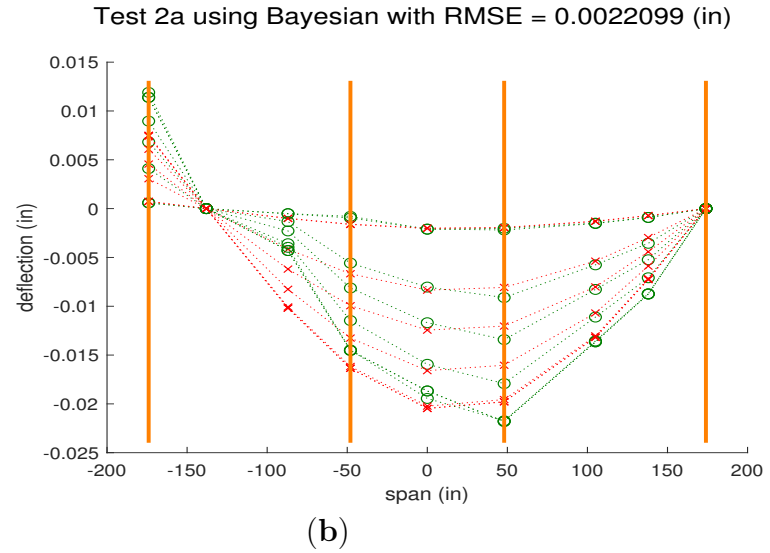 Test 2a using Bayesian with RMSE = 0.0022099 (in)
0.015
0.01
0.005
0
-0.005
-0.01
-0.015
-0.02
-0.025
deflection (in)
-200 -150 -100 -50 0 50 100 150 200
span (in)
(b)